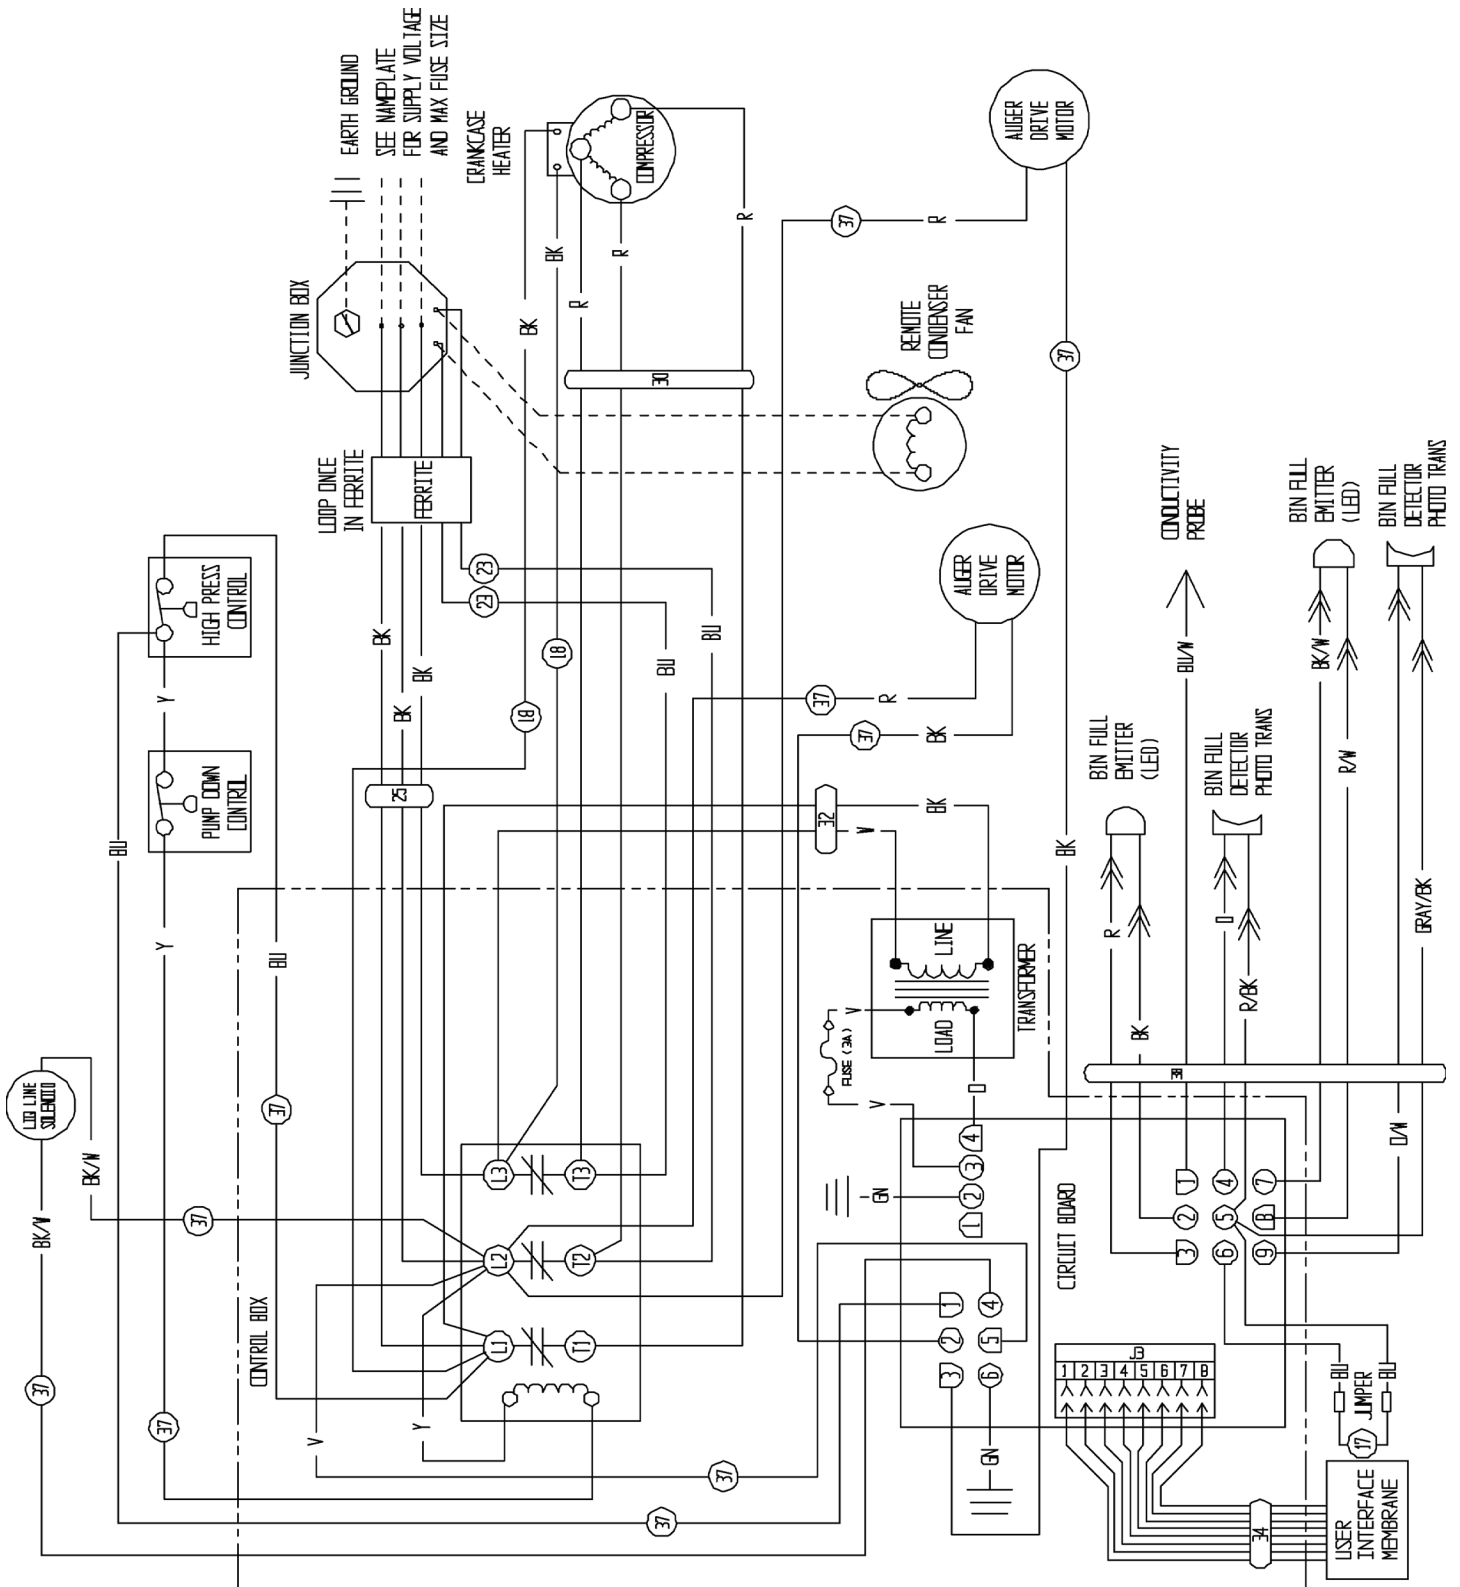 EARTH GROUND
SEE NAMEPLATE
FOR SUPPLY VOLTAGE
AND MAX FUSE SIZE
JUNCTION BOX
CRANKCASE
HEATER
COMPRESSOR
AUGER
DRIVE
MOTOR
BK
BK
R
R
R
37
R
37
30
REMOTE
CONDENSER
FAN
LOOP ONCE
IN FERRITE
FERRITE
23
23
HIGH PRESS
CONTROL
BK
BK
BK
BU
BU
81
81
AUGER
DRIVE
MOTOR
37
R
37
BK
Y
PUMP DOWN
CONTROL
BU
25
32
BK
W
BK
CONDUCTIVITY
PROBE
BU/W
BIN FULL
EMITTER
(LED)
BK/W
R/W
BIN FULL
DETECTOR
PHOTO TRANS
GRAY/BK
O/W
BIN FULL
EMITTER
(LED)
R
BK
BIN FULL
DETECTOR
PHOTO TRANS
O
R/BK
38
Y
BU
LIQ LINE
SOLENOID
BK/W
BK/W
37
37
37
37
CONTROL BOX
LINE
LOAD
TRANSFORMER
V
FUSE (3A)
V
O
L3
T3
L2
T2
L1
T1
V
Y
37
37
GN
4
3
2
1
CIRCUIT BOARD
1
2
3
4
5
6
GN
1
2
3
4
5
6
7
8
9
J3
1
2
3
4
5
6
7
8
BU
BU
JUMPER
17
34
USER
INTERFACE
MEMBRANE